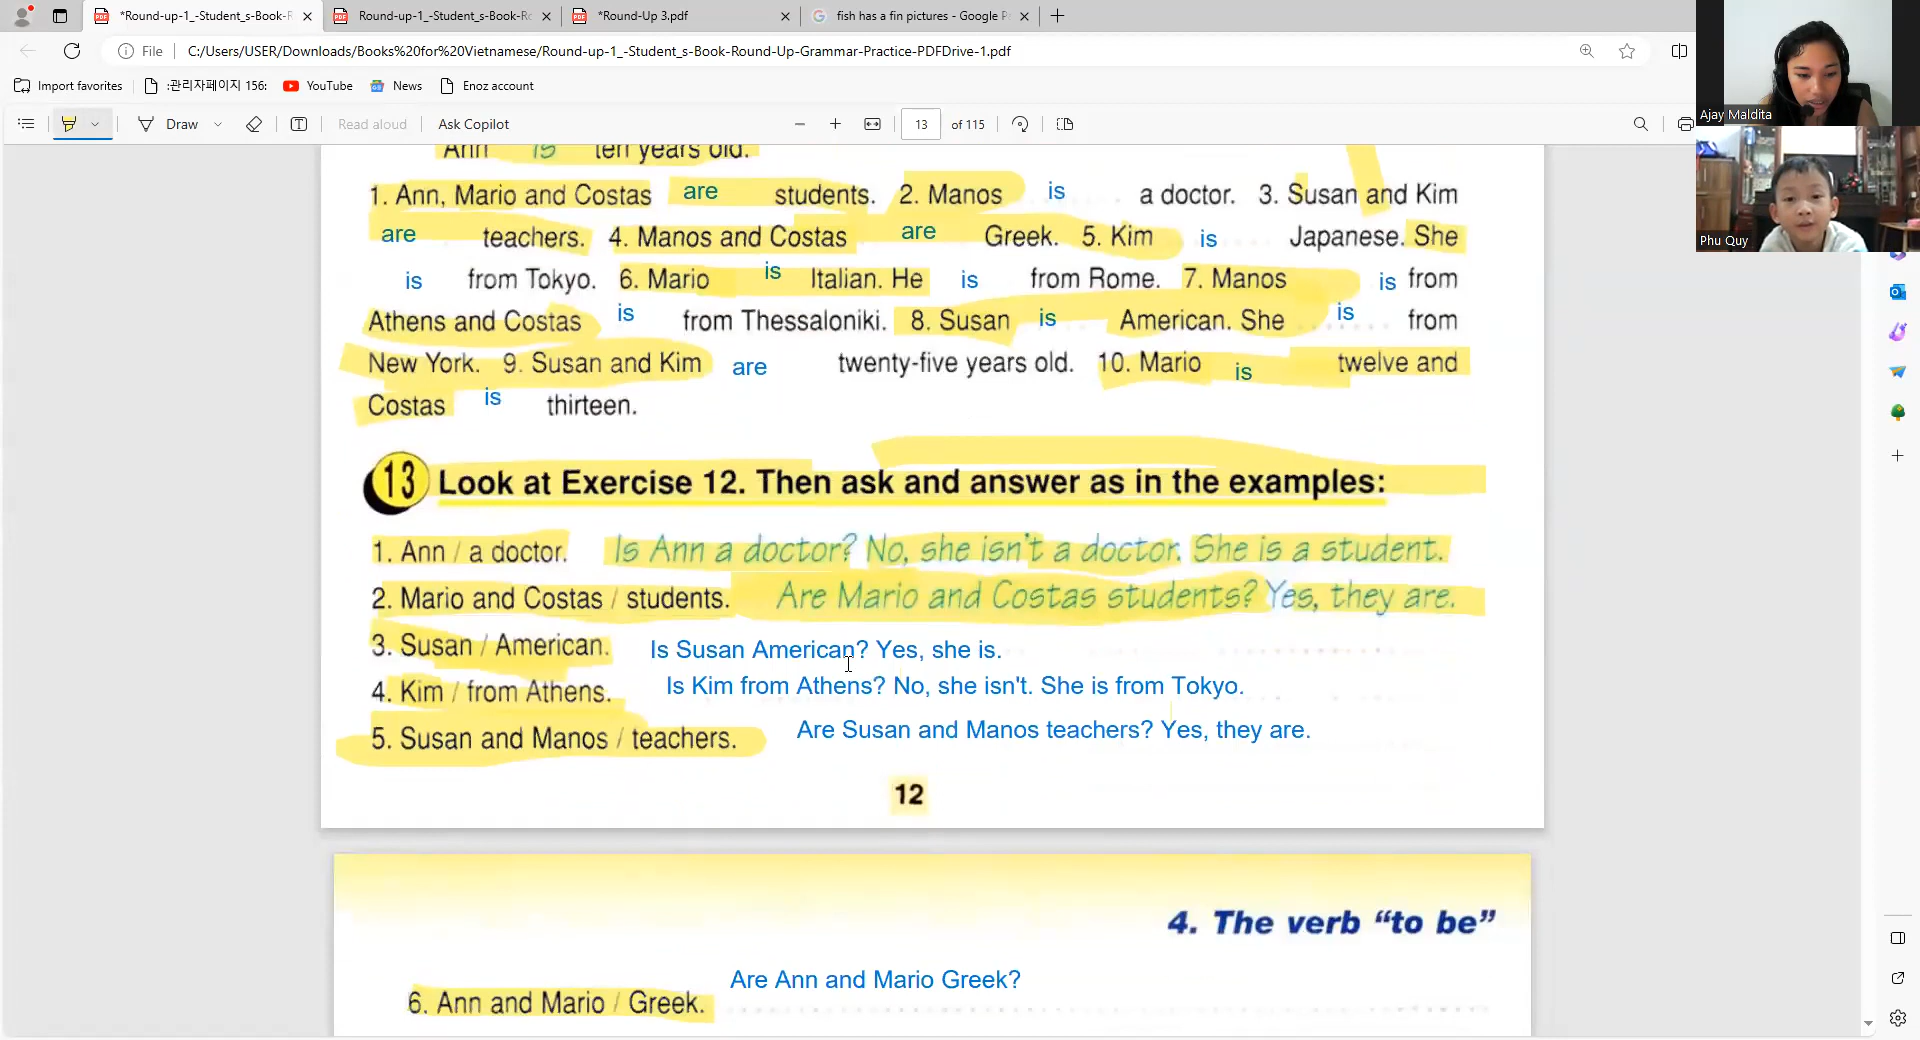 *Round-up-1_-Student_s-Book-R
Round-up-1_-Student_s-Book-Ro
*Round-Up 3.pdf
fish has a fin pictures - Google P
File
C:/Users/USER/Downloads/Books%20for%20Vietnamese/Round-up-1_-Student_s-Book-Round-Up-Grammar-Practice-PDFDrive-1.pdf
Import favorites
:관리자페이지 156:
YouTube
News
Enoz account
Draw
Read aloud
Ask Copilot
13
of 115
Ajay Maldita
Phu Quy
Ann is ten years old.
1. Ann, Mario and Costas are students. 2. Manos is a doctor. 3. Susan and Kim
are teachers. 4. Manos and Costas are Greek. 5. Kim is Japanese. She
is from Tokyo. 6. Mario is Italian. He is from Rome. 7. Manos is from
Athens and Costas is from Thessaloniki. 8. Susan is American. She is from
New York. 9. Susan and Kim are twenty-five years old. 10. Mario is twelve and
Costas is thirteen.
13 Look at Exercise 12. Then ask and answer as in the examples:
1. Ann / a doctor. Is Ann a doctor? No, she isn't a doctor. She is a student.
2. Mario and Costas / students. Are Mario and Costas students? Yes, they are.
3. Susan / American. Is Susan American? Yes, she is.
4. Kim / from Athens. Is Kim from Athens? No, she isn't. She is from Tokyo.
5. Susan and Manos / teachers. Are Susan and Manos teachers? Yes, they are.
12
4. The verb “to be”
Are Ann and Mario Greek?
6. Ann and Mario / Greek.